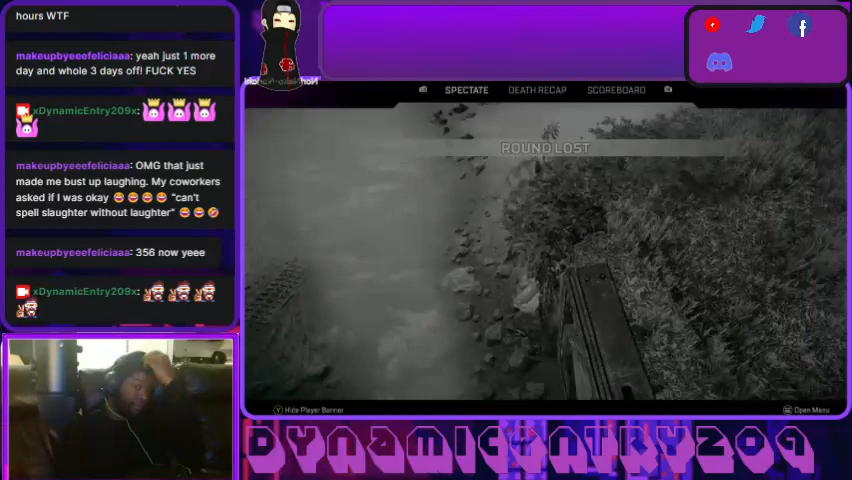 hours WTF
makeupbyeeefeliciaaa: yeah just 1 more
day and whole 3 days off! FUCK YES
xDynamicEntry209x:
makeupbyeeefeliciaaa: OMG that just
made me bust up laughing. My coworkers
asked if I was okay 😂😂😂😂 "can't
spell slaughter without laughter" 😂😂🤣
makeupbyeeefeliciaaa: 356 now yeee
xDynamicEntry209x:
SPECTATE
DEATH RECAP
SCOREBOARD
ROUND LOST
Y Hide Player Banner
Open Menu
DYNAMICENTRY209